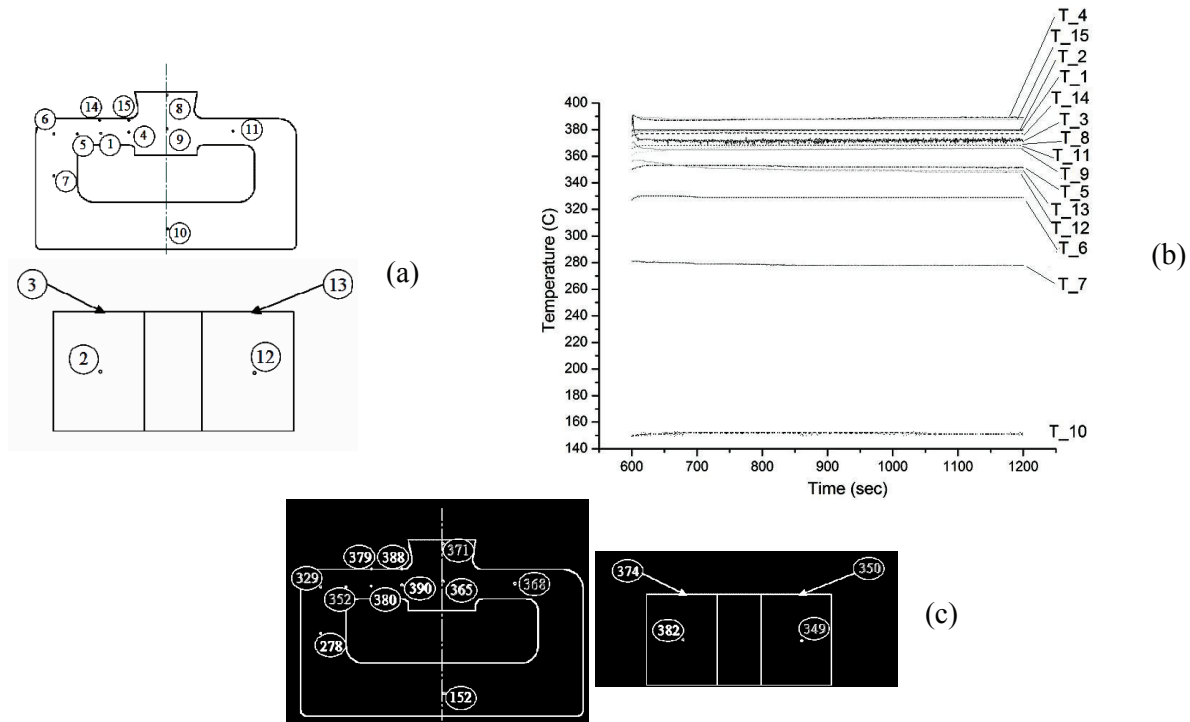 6
14
15
8
4
11
5
1
9
7
10
3
13
2
12
(a)
T_4
T_15
T_2
T_1
T_14
T_3
T_8
T_11
T_9
T_5
T_13
T_12
T_6
T_7
T_10
400
380
360
340
320
300
280
260
240
220
200
180
160
140
Temperature (C)
600 700 800 900 1000 1100 1200
Time (sec)
(b)
379 388 371
329
352 380 390 365 368
278
152
374 350
382 349
(c)